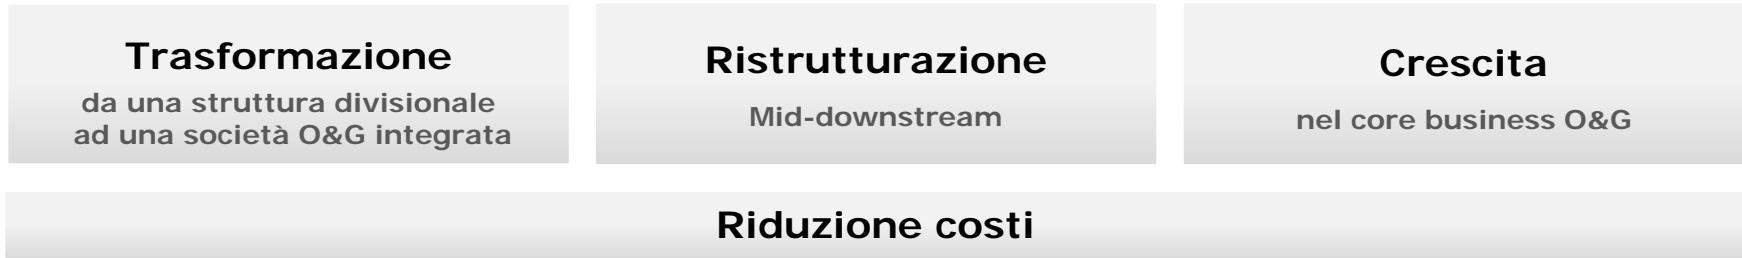 Trasformazione
da una struttura divisionale
ad una società O&G integrata
Ristrutturazione
Mid-downstream
Crescita
nel core business O&G
Riduzione costi